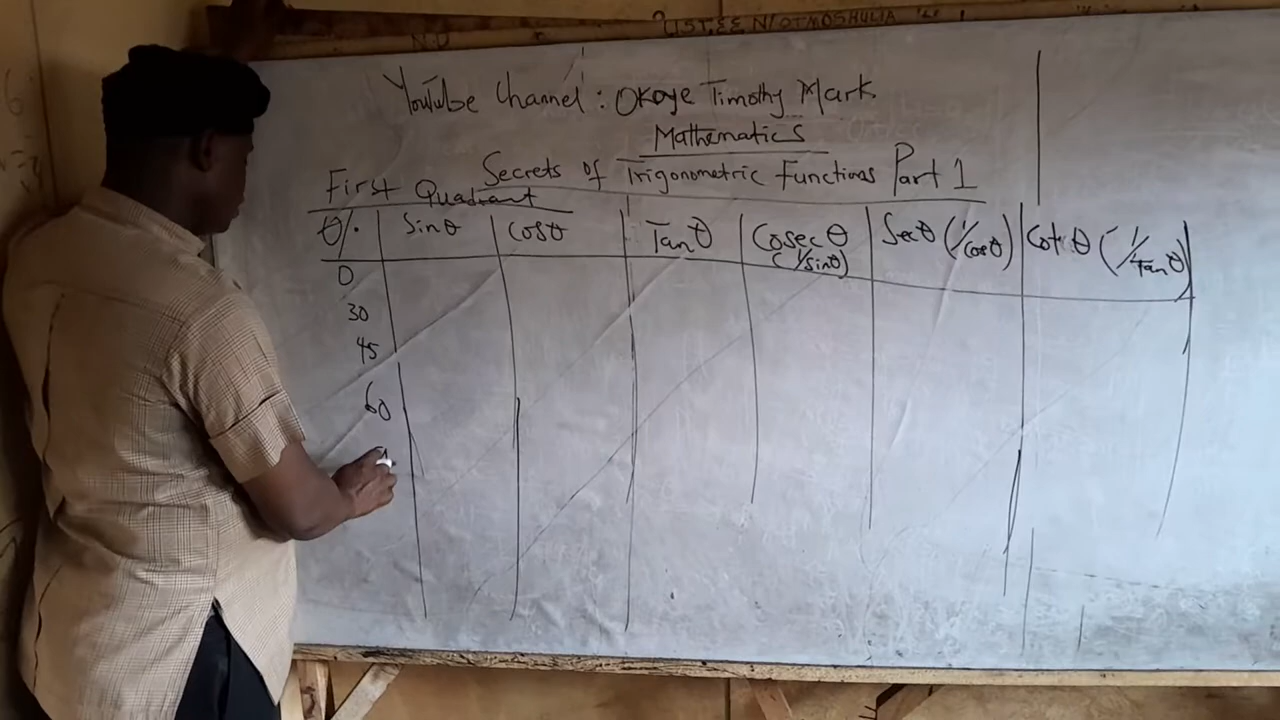 YouTube Channel : Okoye Timothy Mark
Mathematics
Secrets of Trigonometric Functions Part 1
First Quadrant
θ/. Sinθ Cosθ Tanθ Cosecθ (1/sinθ) Secθ (1/cosθ) Cotθ (1/Tanθ)
0
30
45
60